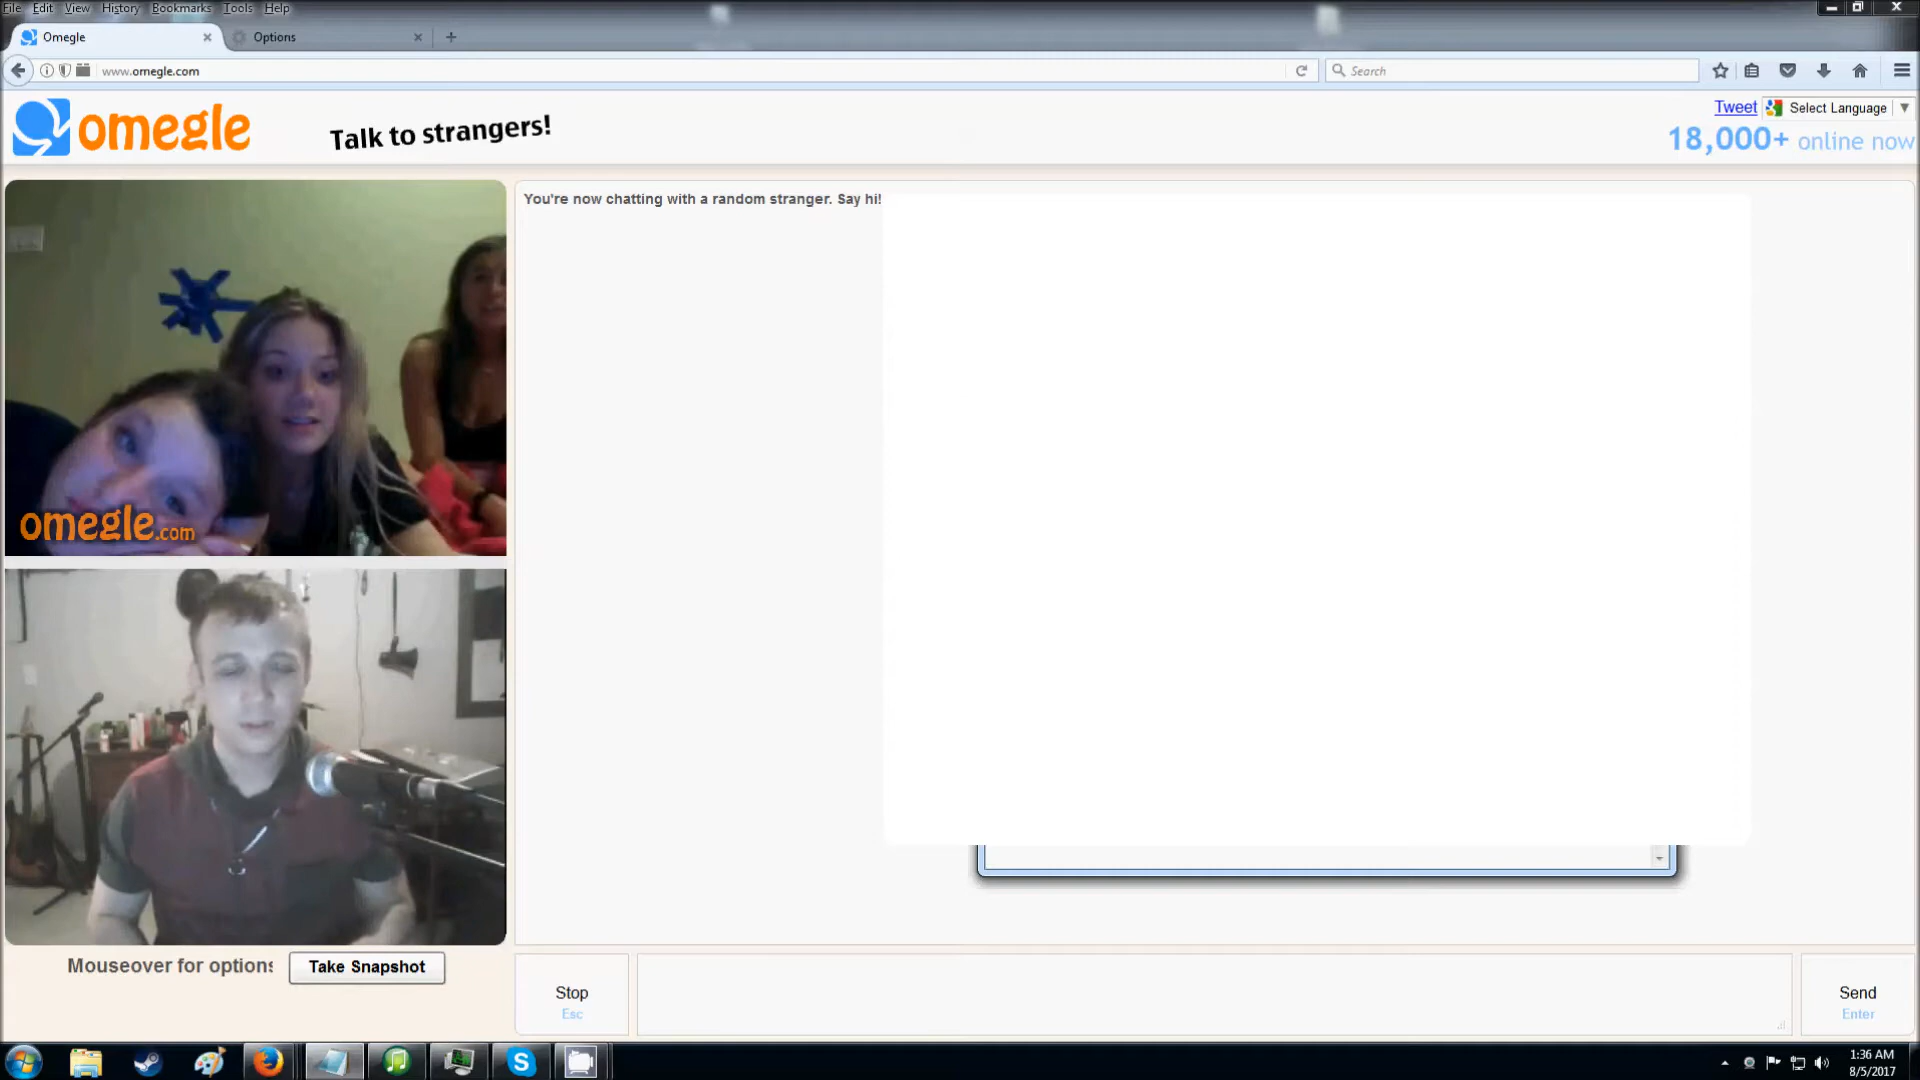 File Edit View History Bookmarks Tools Help
Omegle
Options
www.omegle.com
Search
omegle
Talk to strangers!
Tweet
Select Language
18,000+ online now
You're now chatting with a random stranger. Say hi!
omegle.com
Mouseover for options
Take Snapshot
Stop
Esc
Send
Enter
1:36 AM
8/5/2017